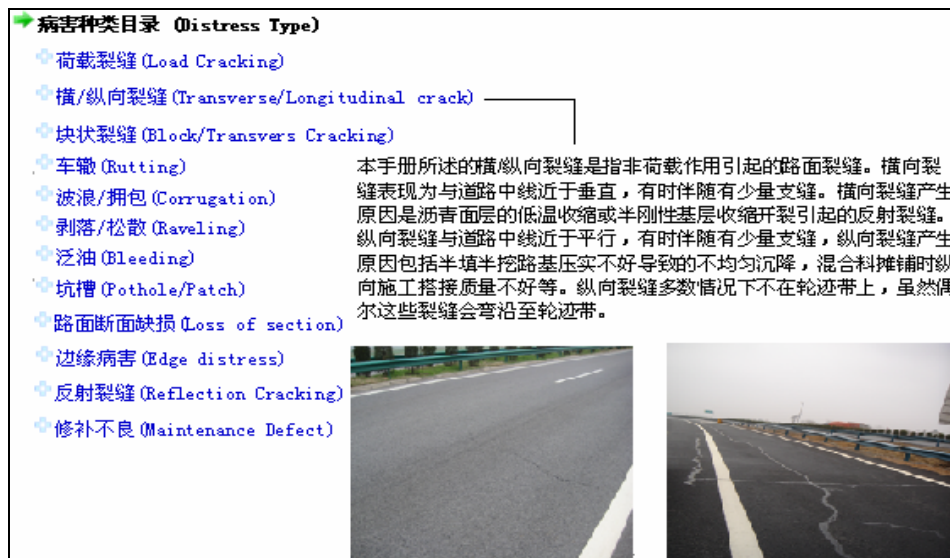 病害种类目录 (Distress Type)
荷载裂缝(Load Cracking)
横/纵向裂缝(Transverse/Longitudinal crack)
块状裂缝(Block/Transvers Cracking)
车辙(Rutting)
波浪/拥包(Corrugation)
剥落/松散(Raveling)
泛油(Bleeding)
坑槽(Pothole/Patch)
路面断面缺损(Loss of section)
边缘病害(Edge distress)
反射裂缝(Reflection Cracking)
修补不良(Maintenance Defect)
本手册所述的横/纵向裂缝是指非荷载作用引起的路面裂缝。横向裂
缝表现为与道路中线近于垂直，有时伴随有少量支缝。横向裂缝产生
原因是沥青面层的低温收缩或半刚性基层收缩开裂引起的反射裂缝。
纵向裂缝与道路中线近于平行，有时伴随有少量支缝，纵向裂缝产生
原因包括半填半挖路基压实不好导致的不均匀沉降，混合料摊铺时纵
向施工搭接质量不好等。纵向裂缝多数情况下不在轮迹带上，虽然偶
尔这些裂缝会弯沿至轮迹带。